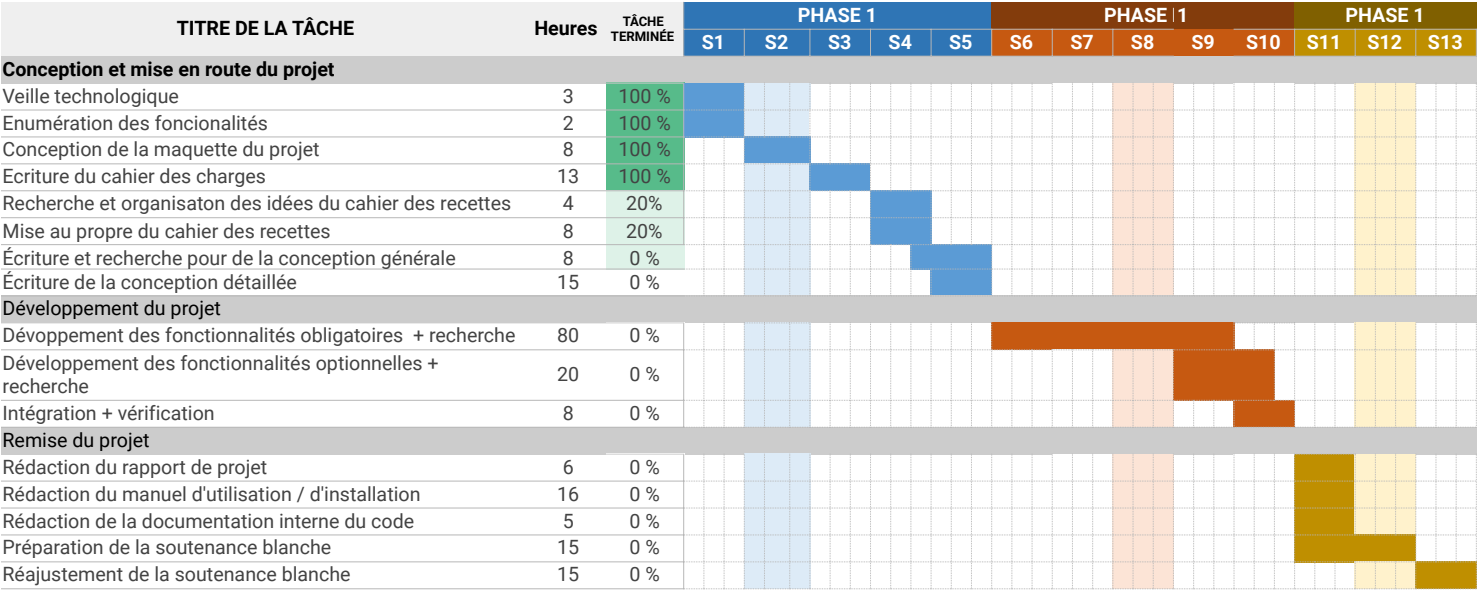 TITRE DE LA TÂCHE Heures TÂCHE TERMINÉE PHASE 1 PHASE 1 PHASE 1
S1 S2 S3 S4 S5 S6 S7 S8 S9 S10 S11 S12 S13
Conception et mise en route du projet
Veille technologique 3 100 %
Enumération des foncionalités 2 100 %
Conception de la maquette du projet 8 100 %
Ecriture du cahier des charges 13 100 %
Recherche et organisaton des idées du cahier des recettes 4 20%
Mise au propre du cahier des recettes 8 20%
Écriture et recherche pour de la conception générale 8 0 %
Écriture de la conception détaillée 15 0 %
Développement du projet
Dévoppement des fonctionnalités obligatoires + recherche 80 0 %
Développement des fonctionnalités optionnelles +
recherche 20 0 %
Intégration + vérification 8 0 %
Remise du projet
Rédaction du rapport de projet 6 0 %
Rédaction du manuel d'utilisation / d'installation 16 0 %
Rédaction de la documentation interne du code 5 0 %
Préparation de la soutenance blanche 15 0 %
Réajustement de la soutenance blanche 15 0 %